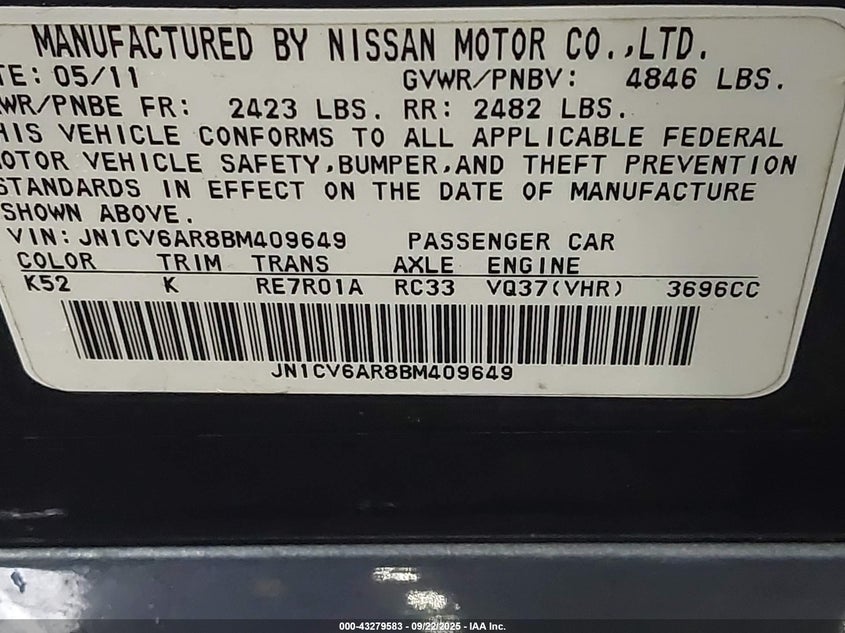 MANUFACTURED BY NISSAN MOTOR CO.,LTD.
TE: 05/11 GVWR/PNBV: 4846 LBS.
WR/PNBE FR: 2423 LBS. RR: 2482 LBS.
HIS VEHICLE CONFORMS TO ALL APPLICABLE FEDERAL
OTOR VEHICLE SAFETY,BUMPER,AND THEFT PREVENTION
STANDARDS IN EFFECT ON THE DATE OF MANUFACTURE
SHOWN ABOVE.
VIN: JN1CV6AR8BM409649 PASSENGER CAR
COLOR TRIM TRANS AXLE ENGINE
K52 K RE7R01A RC33 VQ37(VHR) 3696CC
JN1CV6AR8BM409649
000-43279583 - 09/22/2025 - IAA Inc.